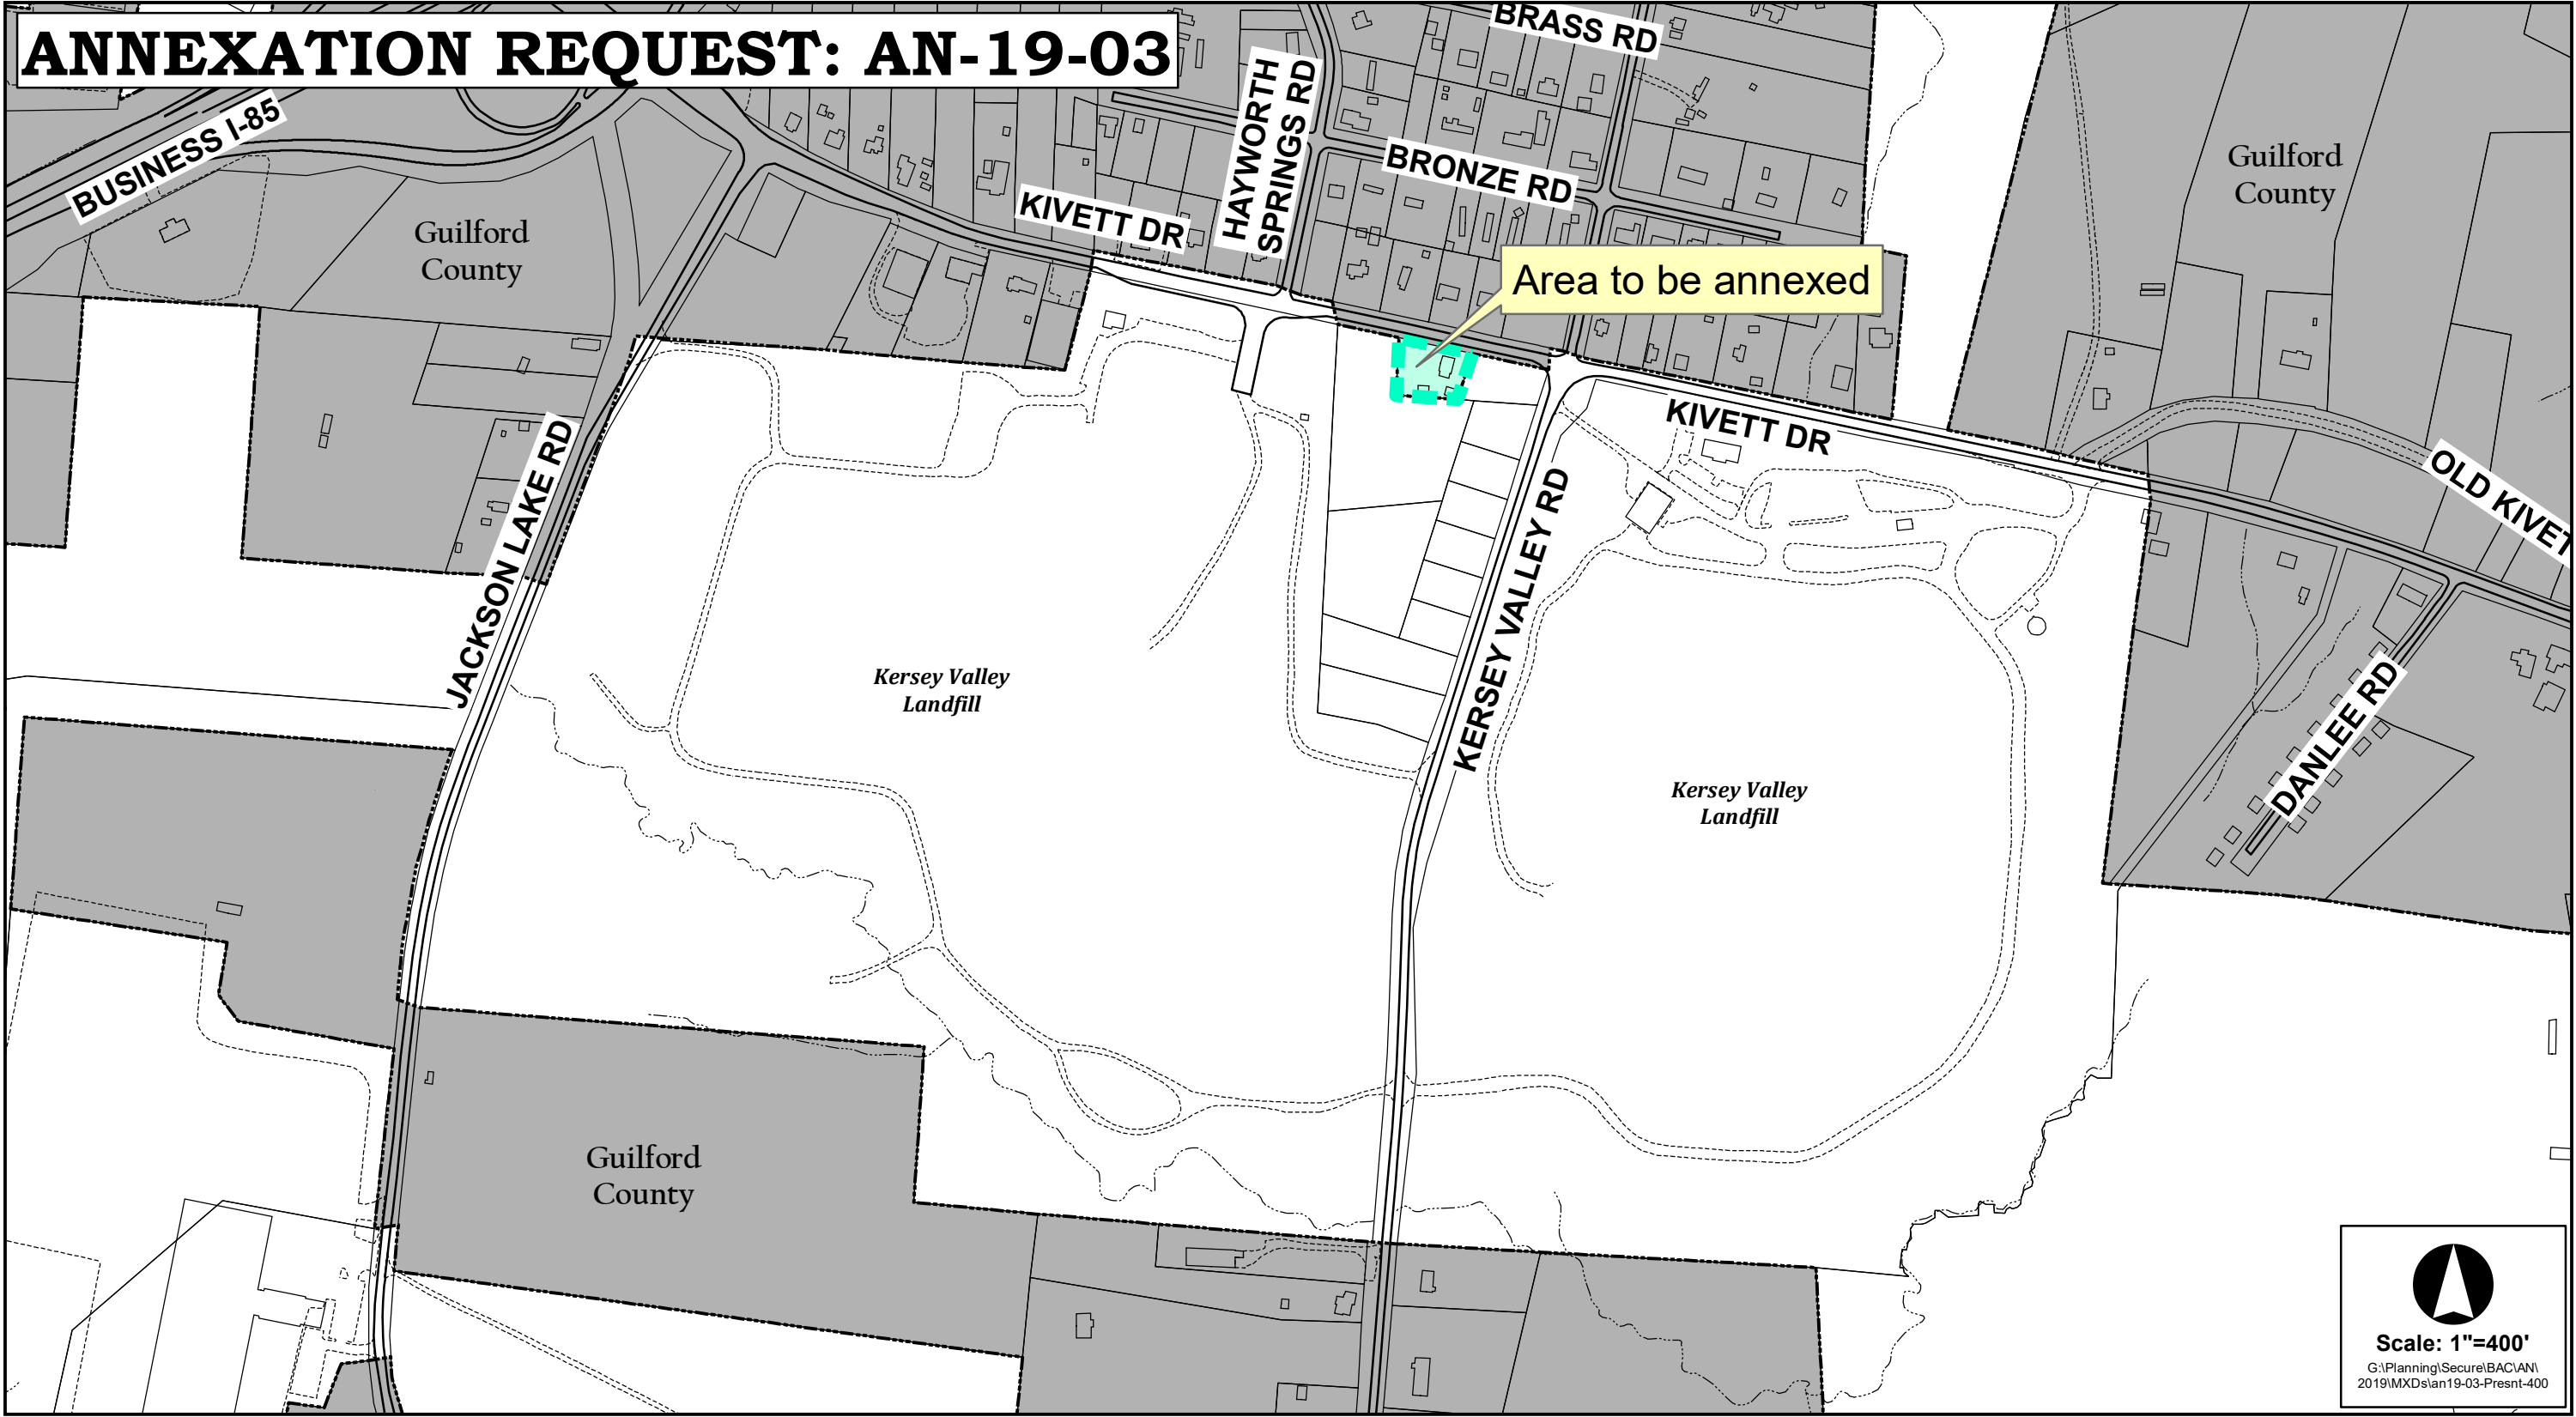 ANNEXATION REQUEST: AN-19-03
BRASS RD
BUSINESS I-85
HAYWORTH
SPRINGS RD
BRONZE RD
KIVETT DR
Guilford
County
Guilford
County
Area to be annexed
KIVETT DR
OLD KIVET
JACKSON LAKE RD
KERSEY VALLEY RD
Kersey Valley
Landfill
Kersey Valley
Landfill
DANLEE RD
Guilford
County
Scale: 1"=400'
G:\Planning\Secure\BAC\AN\
2019\MXDs\an19-03-Presnt-400